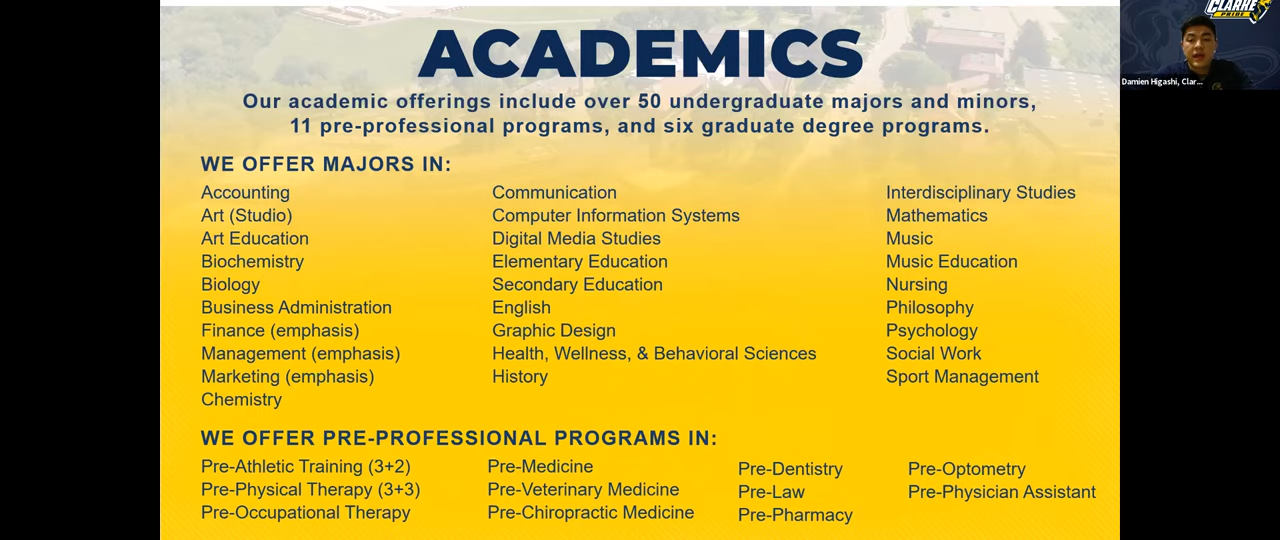 ACADEMICS
Our academic offerings include over 50 undergraduate majors and minors,
11 pre-professional programs, and six graduate degree programs.
WE OFFER MAJORS IN:
Accounting
Art (Studio)
Art Education
Biochemistry
Biology
Business Administration
Finance (emphasis)
Management (emphasis)
Marketing (emphasis)
Chemistry
Communication
Computer Information Systems
Digital Media Studies
Elementary Education
Secondary Education
English
Graphic Design
Health, Wellness, & Behavioral Sciences
History
Interdisciplinary Studies
Mathematics
Music
Music Education
Nursing
Philosophy
Psychology
Social Work
Sport Management
WE OFFER PRE-PROFESSIONAL PROGRAMS IN:
Pre-Athletic Training (3+2)
Pre-Physical Therapy (3+3)
Pre-Occupational Therapy
Pre-Medicine
Pre-Veterinary Medicine
Pre-Chiropractic Medicine
Pre-Dentistry
Pre-Law
Pre-Pharmacy
Pre-Optometry
Pre-Physician Assistant
CLARKE
PRIDE
Damien Higashi, Clar...